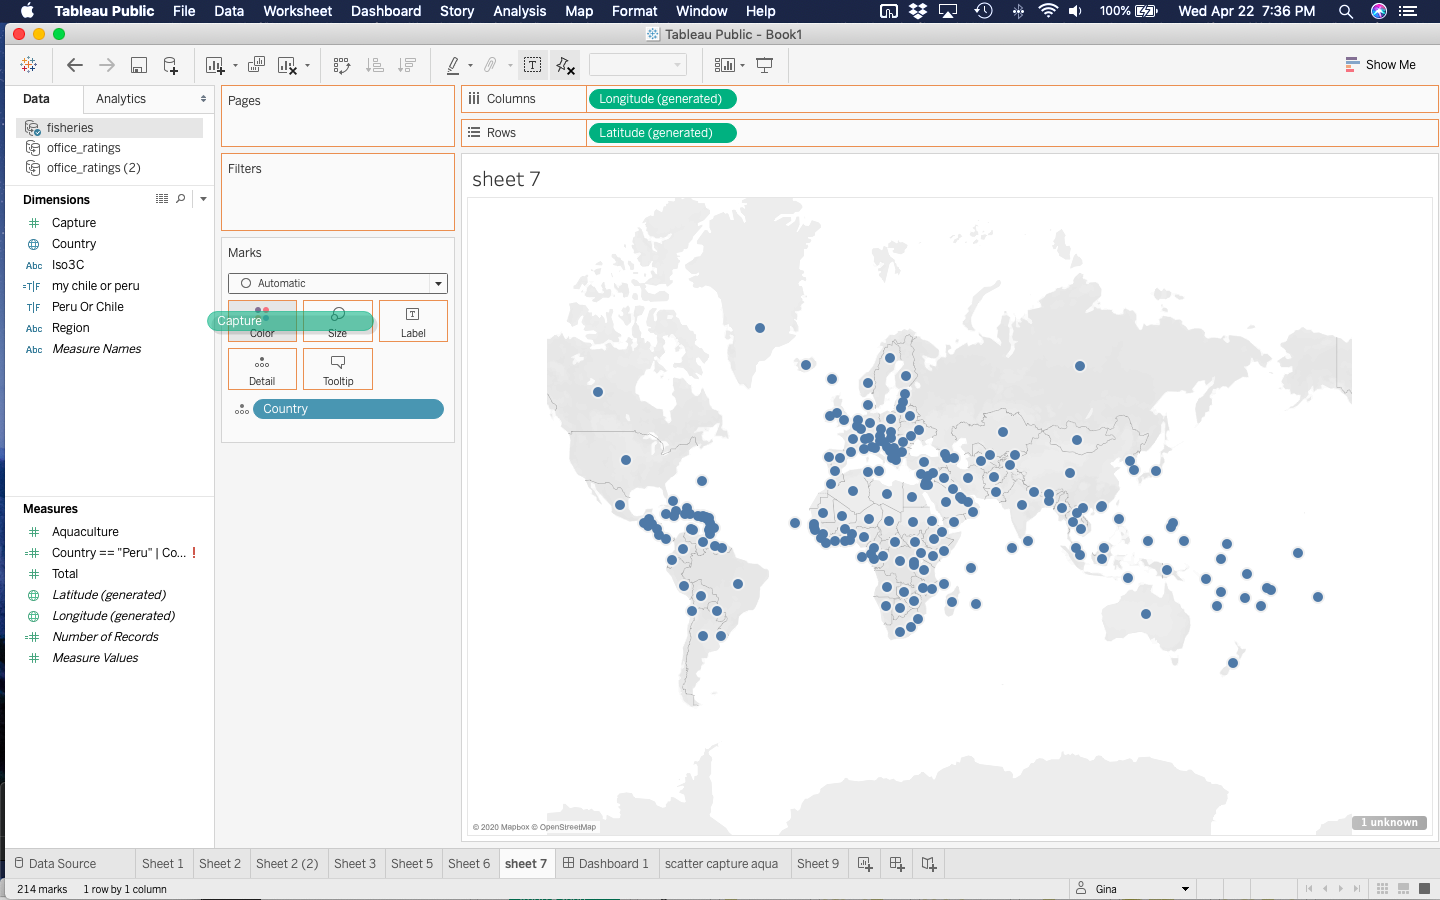 Tableau Public File Data Worksheet Dashboard Story Analysis Map Format Window Help 100% Wed Apr 22 7:36 PM
Tableau Public - Book1
Show Me
Data Analytics
fisheries
office_ratings
office_ratings (2)
Dimensions
# Capture
Country
Abc Iso3C
=T|F my chile or peru
T|F Peru Or Chile
Abc Region
Abc Measure Names
Measures
# Aquaculture
=# Country == "Peru" | Co... !
# Total
Latitude (generated)
Longitude (generated)
=# Number of Records
# Measure Values
Pages
Filters
Marks
Automatic
Capture
Color Size Label
Detail Tooltip
Country
Columns Longitude (generated)
Rows Latitude (generated)
sheet 7
© 2020 Mapbox © OpenStreetMap
1 unknown
Data Source Sheet 1 Sheet 2 Sheet 2 (2) Sheet 3 Sheet 5 Sheet 6 sheet 7 Dashboard 1 scatter capture aqua Sheet 9
214 marks 1 row by 1 column Gina